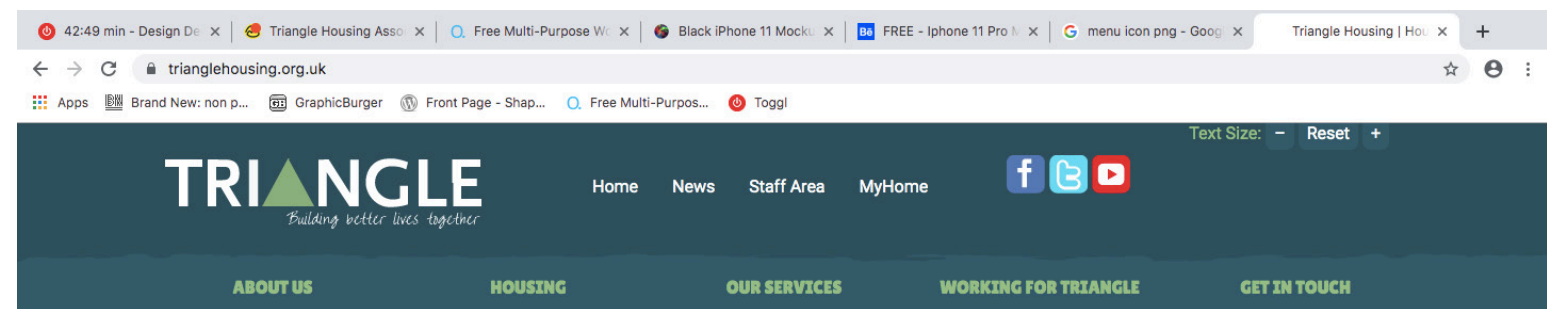 42:49 min - Design De
Triangle Housing Asso
Free Multi-Purpose Wo
Black iPhone 11 Mocku
FREE - Iphone 11 Pro M
menu icon png - Googl
Triangle Housing | Hou
trianglehousing.org.uk
Apps
Brand New: non p...
GraphicBurger
Front Page - Shap...
Free Multi-Purpos...
Toggl
Text Size: - Reset +
TRIANGLE
Building better lives together
Home News Staff Area MyHome
ABOUT US HOUSING OUR SERVICES WORKING FOR TRIANGLE GET IN TOUCH